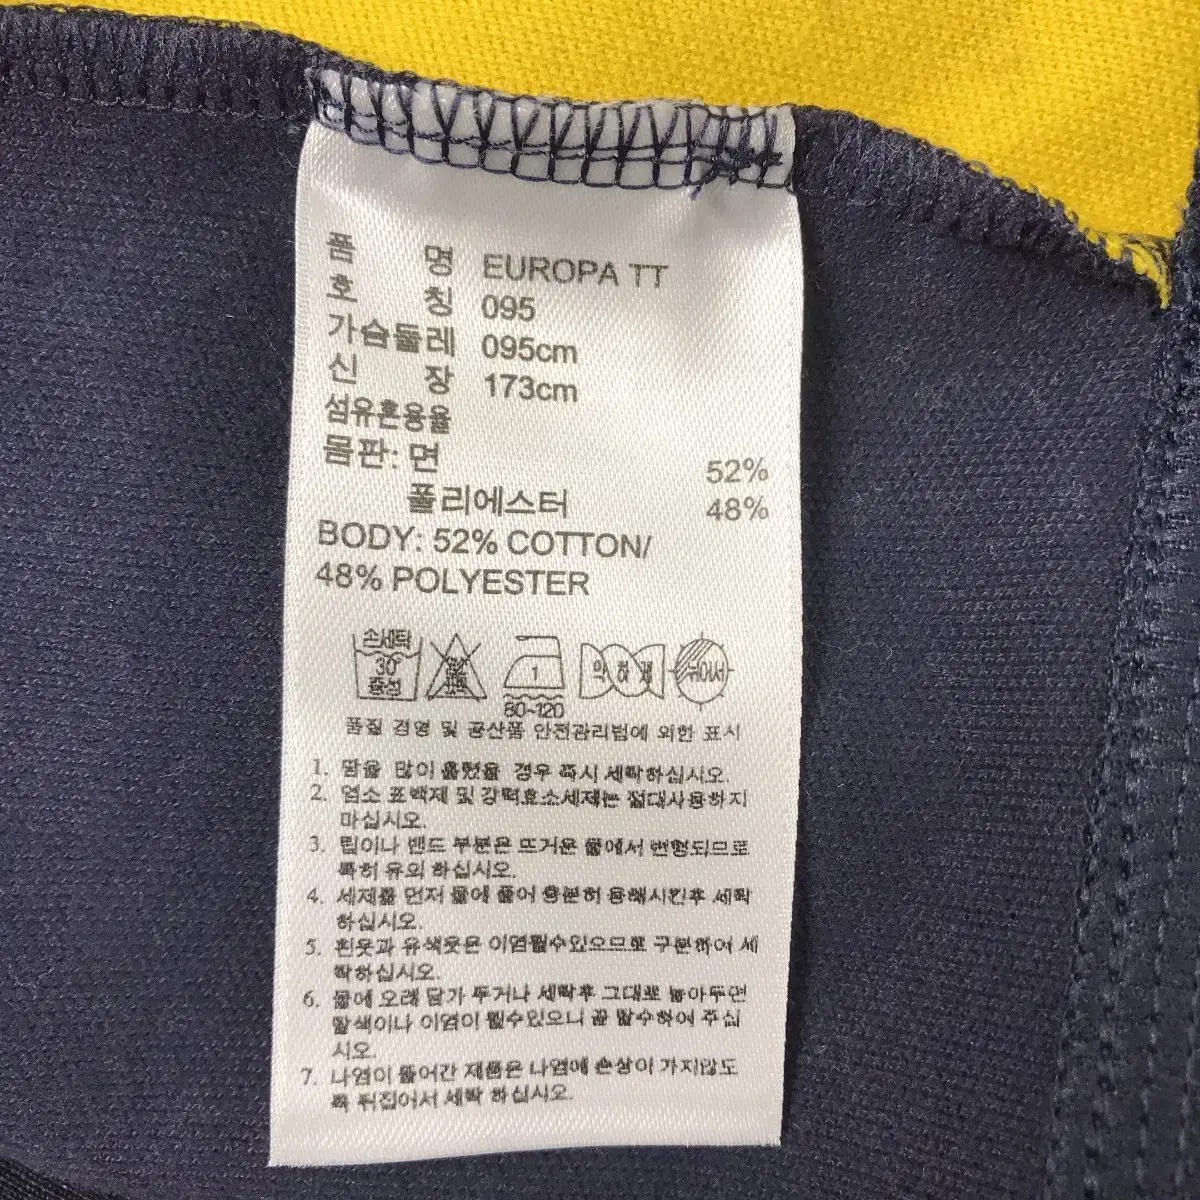 품 명 EUROPA TT
호 칭 095
가슴둘레 095cm
신 장 173cm
섬유혼용율
몸판: 면 52%
폴리에스터 48%
BODY: 52% COTTON/
48% POLYESTER
손세탁
30°
중성
1
80~120
약하게
뉘어서
품질 경영 및 공산품 안전관리법에 의한 표시
1. 땀을 많이 흘렸을 경우 즉시 세탁하십시오.
2. 염소 표백제 및 강력효소세제는 절대사용하지
마십시오.
3. 립이나 밴드 부분은 뜨거운 물에서 변형되므로
특히 유의 하십시오.
4. 세제를 먼저 물에 풀어 충분히 용해시킨후 세탁
하십시오.
5. 흰옷과 유색옷은 이염될수있으므로 구분하여 세
탁하십시오.
6. 물에 오래 담가 두거나 세탁후 그대로 놓아두면
탈색이나 이염이 될수있으니 꼭 탈수하여 주십
시오.
7. 나염이 들어간 제품은 나염에 손상이 가지않도
록 뒤집어서 세탁 하십시오.